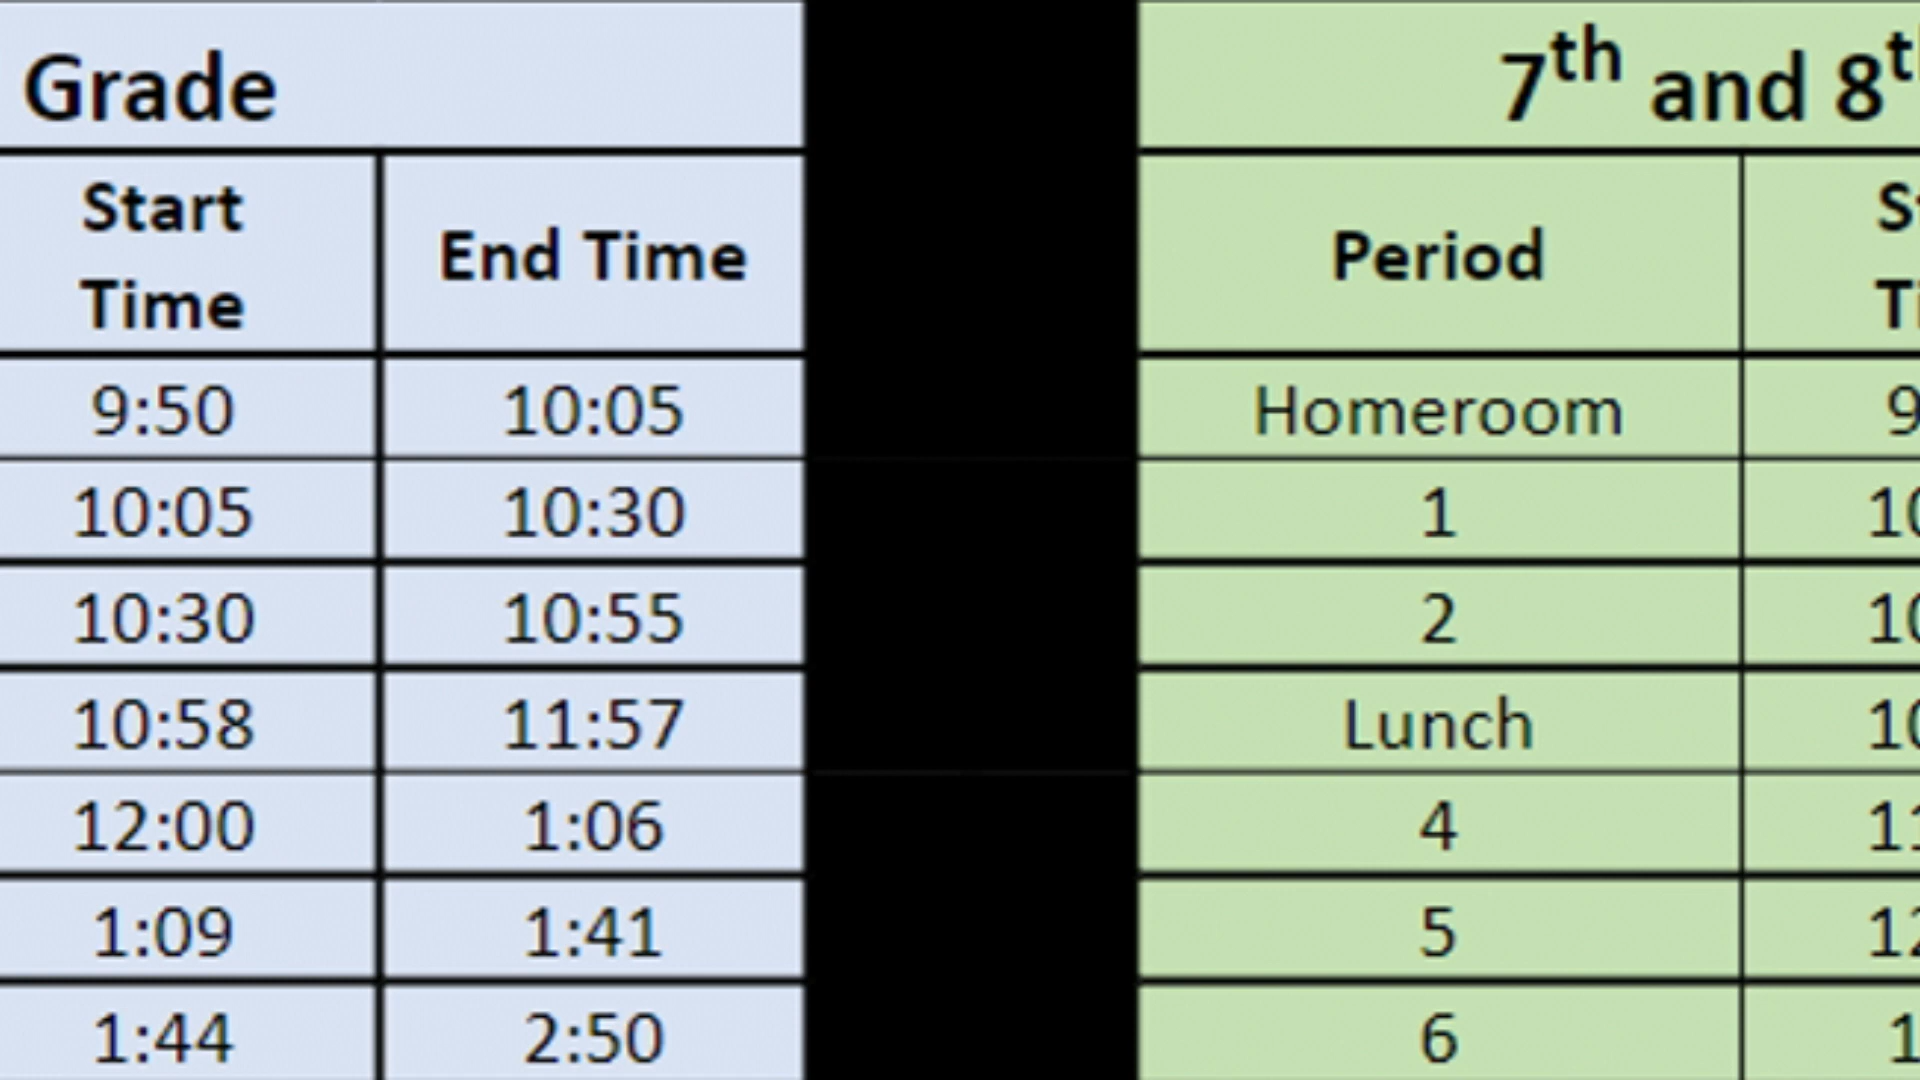 Grade
Start Time End Time
9:50 10:05
10:05 10:30
10:30 10:55
10:58 11:57
12:00 1:06
1:09 1:41
1:44 2:50
7th and 8th
Period
Homeroom
1
2
Lunch
4
5
6